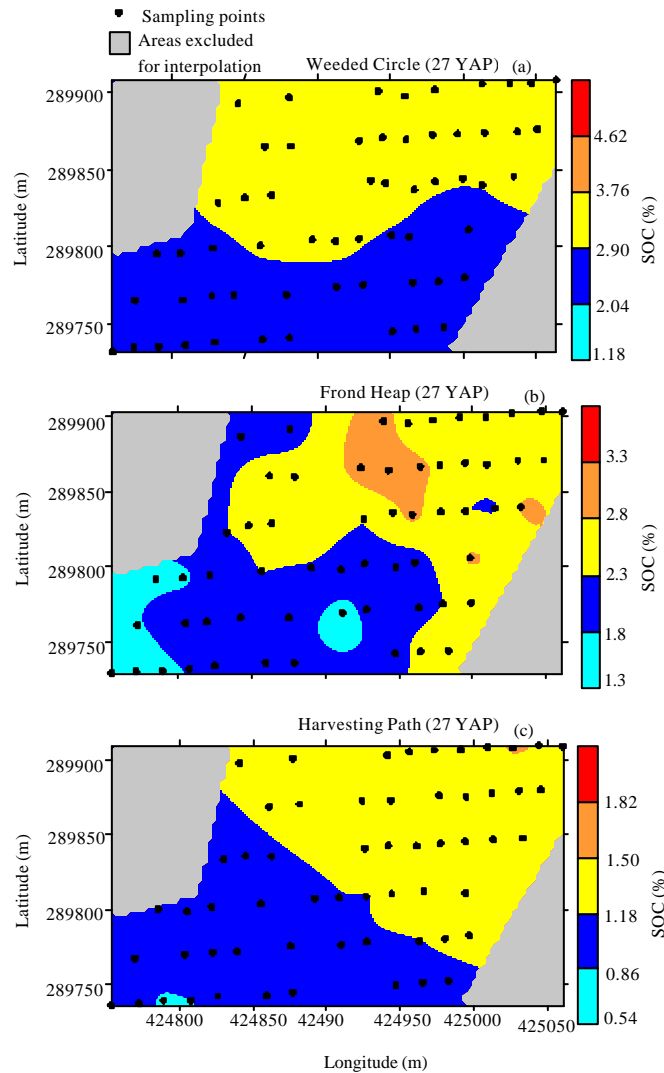 Sampling points
Areas excluded
for interpolation
Weeded Circle (27 YAP)
(a)
289900
289850
289800
289750
Latitude (m)
4.62
3.76
2.90
2.04
1.18
SOC (%)
Frond Heap (27 YAP)
(b)
289900
289850
289800
289750
Latitude (m)
3.3
2.8
2.3
1.8
1.3
SOC (%)
Harvesting Path (27 YAP)
(c)
289900
289850
289800
289750
Latitude (m)
1.82
1.50
1.18
0.86
0.54
SOC (%)
424800 424850 42490 424950 425000 425050
Longitude (m)